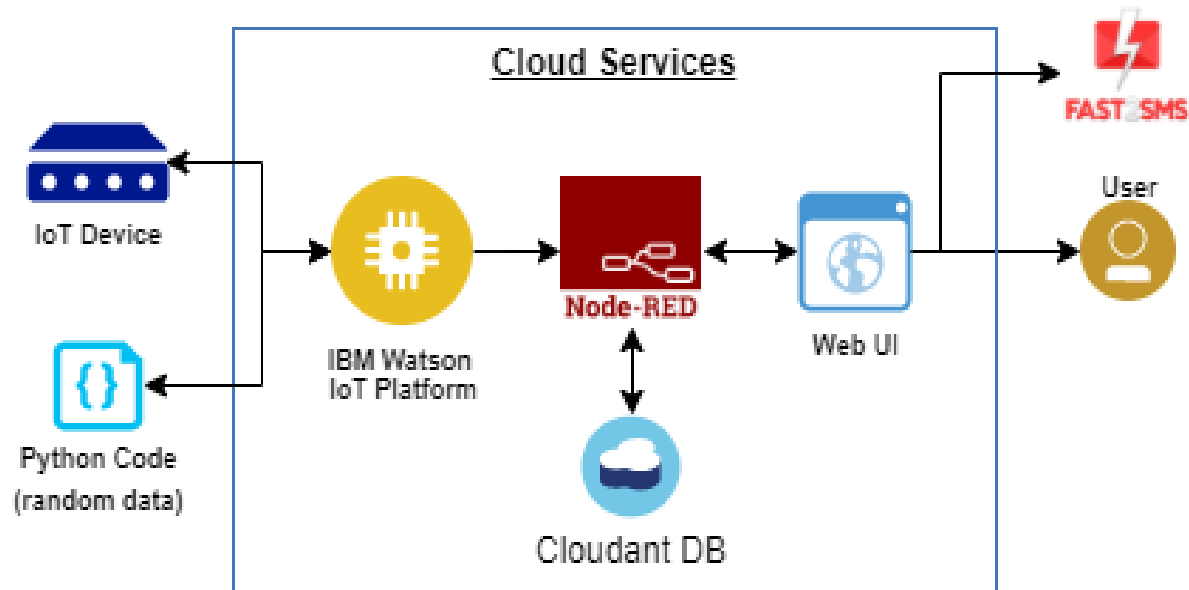 Cloud Services
FAST2SMS
User
IoT Device
Node-RED
Web UI
IBM Watson
IoT Platform
Python Code
(random data)
Cloudant DB